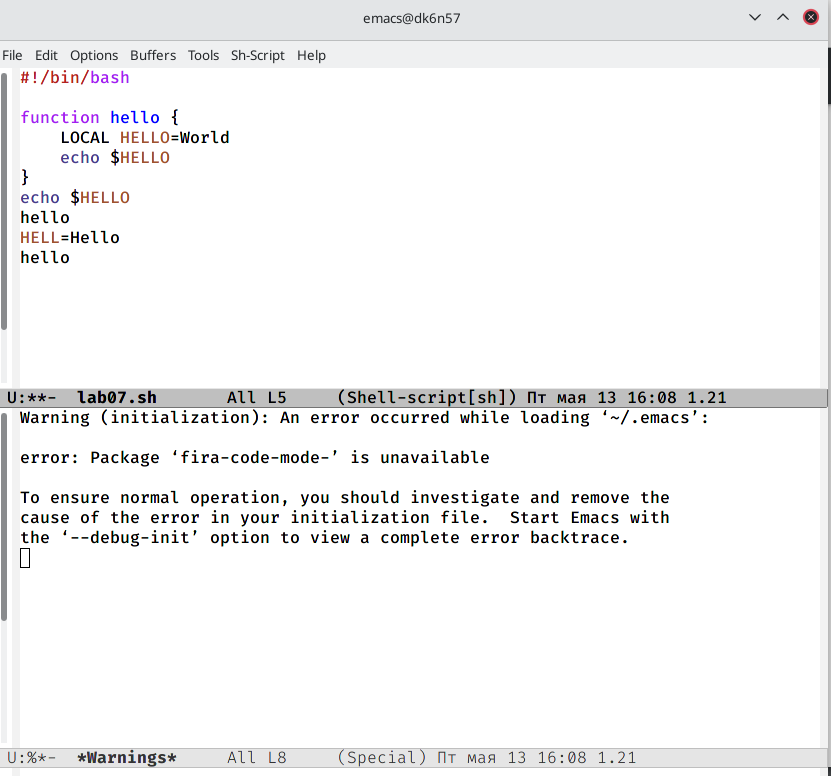 emacs@dk6n57
File Edit Options Buffers Tools Sh-Script Help
#!/bin/bash
function hello {
    LOCAL HELLO=World
    echo $HELLO
}
echo $HELLO
hello
HELL=Hello
hello
U:**-  lab07.sh       All L5     (Shell-script[sh]) Пт мая 13 16:08 1.21
Warning (initialization): An error occurred while loading ‘~/.emacs’:
error: Package ‘fira-code-mode-’ is unavailable
To ensure normal operation, you should investigate and remove the
cause of the error in your initialization file.  Start Emacs with
the ‘--debug-init’ option to view a complete error backtrace.
U:%*-  *Warnings*     All L8     (Special) Пт мая 13 16:08 1.21